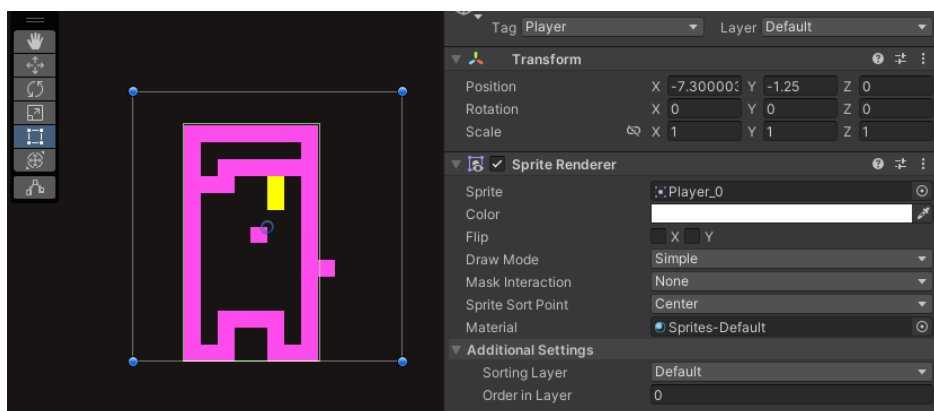 Tag Player Layer Default
Transform
Position X -7.300003 Y -1.25 Z 0
Rotation X 0 Y 0 Z 0
Scale X 1 Y 1 Z 1
Sprite Renderer
Sprite Player_0
Color
Flip X Y
Draw Mode Simple
Mask Interaction None
Sprite Sort Point Center
Material Sprites-Default
Additional Settings
Sorting Layer Default
Order in Layer 0